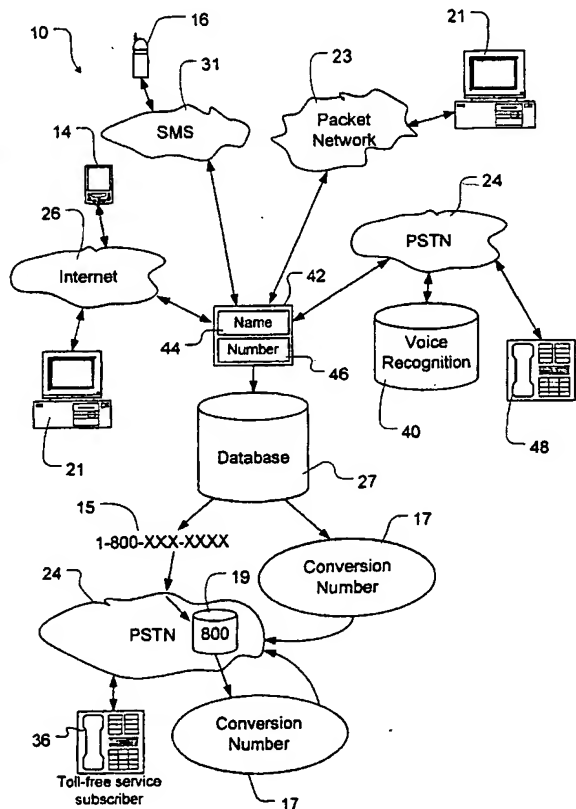 10
16
31
SMS
23
Packet
Network
21
14
26
Internet
24
PSTN
42
Name
44
Number
46
Voice
Recognition
40
48
21
Database
27
15
1-800-XXX-XXXX
17
Conversion
Number
24
19
PSTN
800
36
Toll-free service
subscriber
Conversion
Number
17